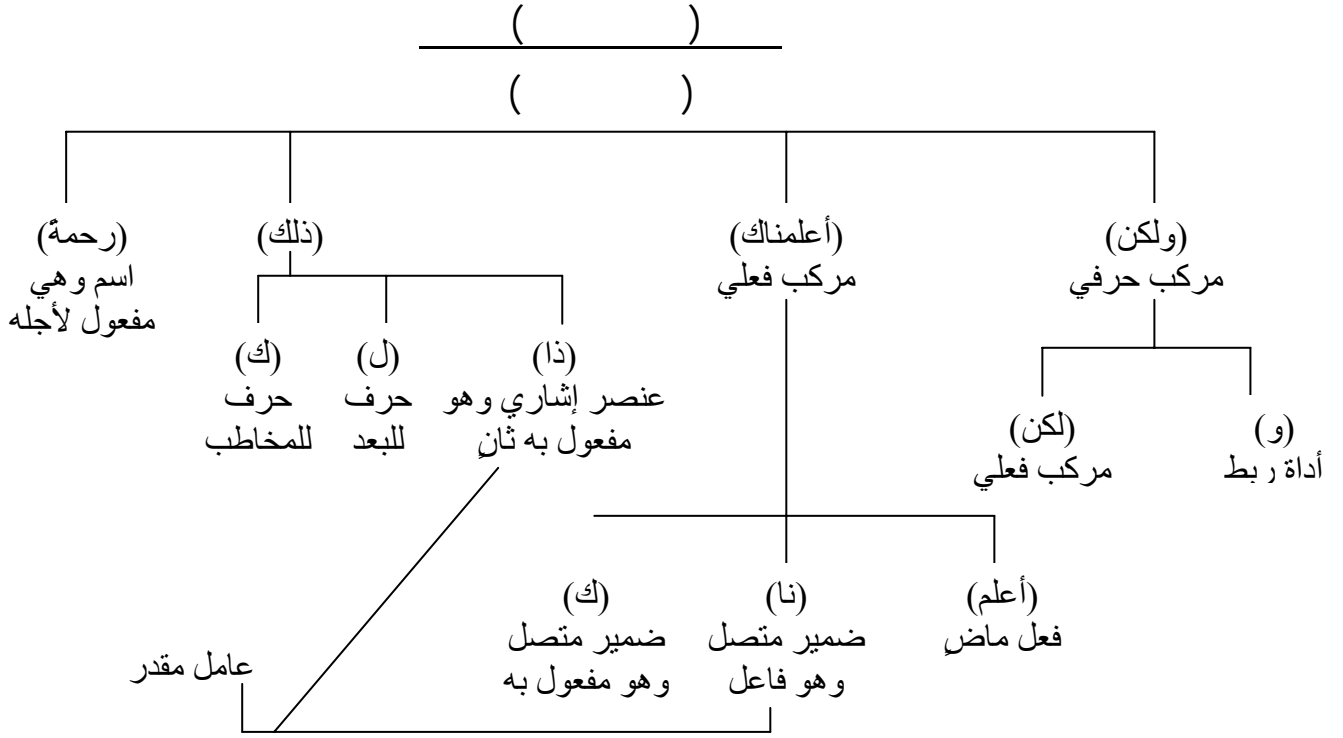 (            )
(            )
(ولكن)
مركب حرفي
(أعلمناك)
مركب فعلي
(ذلك)
(رحمةً)
اسم وهي
مفعول لأجله
(و)
أداة ربط
(لكن)
مركب فعلي
(ذا)
عنصر إشاري وهو
مفعول به ثانٍ
(ل)
حرف
للبعد
(ك)
حرف
للمخاطب
(أعلم)
فعل ماضٍ
(نا)
ضمير متصل
وهو فاعل
(ك)
ضمير متصل
وهو مفعول به
عامل مقدر